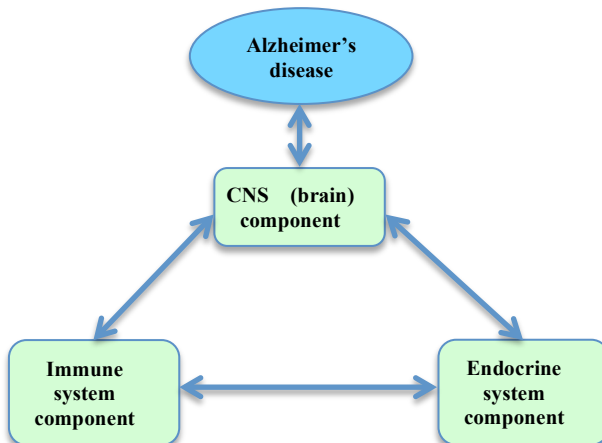 Alzheimer’s
disease
CNS (brain)
component
Immune
system
component
Endocrine
system
component